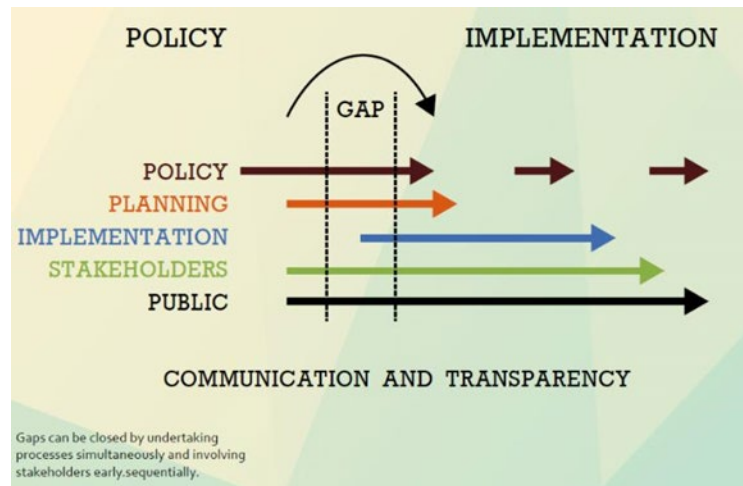 POLICY IMPLEMENTATION
GAP
POLICY
PLANNING
IMPLEMENTATION
STAKEHOLDERS
PUBLIC
COMMUNICATION AND TRANSPARENCY
Gaps can be closed by undertaking
processes simultaneously and involving
stakeholders early.sequentially.